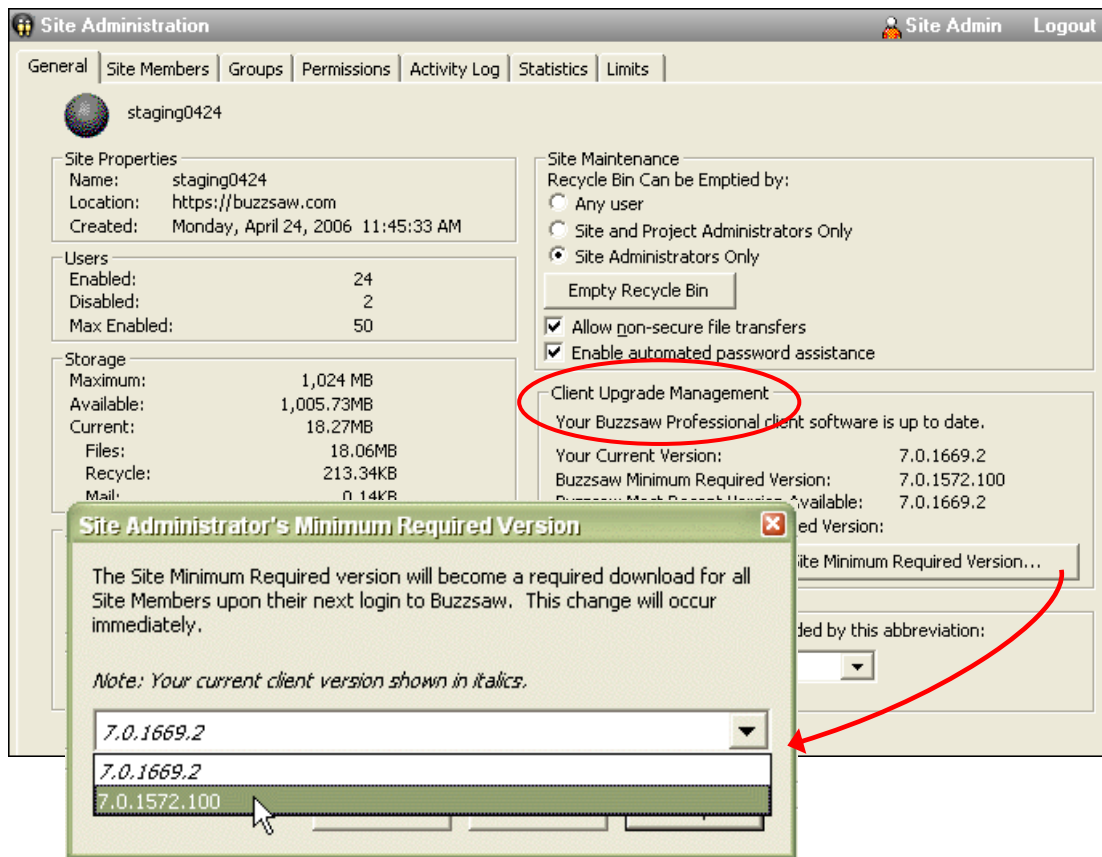 Site Administration
Site Admin Logout
General Site Members Groups Permissions Activity Log Statistics Limits
staging0424
Site Properties
Name: staging0424
Location: https://buzzsaw.com
Created: Monday, April 24, 2006 11:45:33 AM
Users
Enabled: 24
Disabled: 2
Max Enabled: 50
Storage
Maximum: 1,024 MB
Available: 1,005.73MB
Current: 18.27MB
Files: 18.06MB
Recycle: 213.34KB
Mail: 0.14KB
Site Maintenance
Recycle Bin Can be Emptied by:
Any user
Site and Project Administrators Only
Site Administrators Only
Empty Recycle Bin
Allow non-secure file transfers
Enable automated password assistance
Client Upgrade Management
Your Buzzsaw Professional client software is up to date.
Your Current Version: 7.0.1669.2
Buzzsaw Minimum Required Version: 7.0.1572.100
Buzzsaw Most Recent Version Available: 7.0.1669.2
ed Version:
Site Minimum Required Version...
ded by this abbreviation:
Site Administrator's Minimum Required Version
The Site Minimum Required version will become a required download for all
Site Members upon their next login to Buzzsaw. This change will occur
immediately.
Note: Your current client version shown in italics.
7.0.1669.2
7.0.1669.2
7.0.1572.100